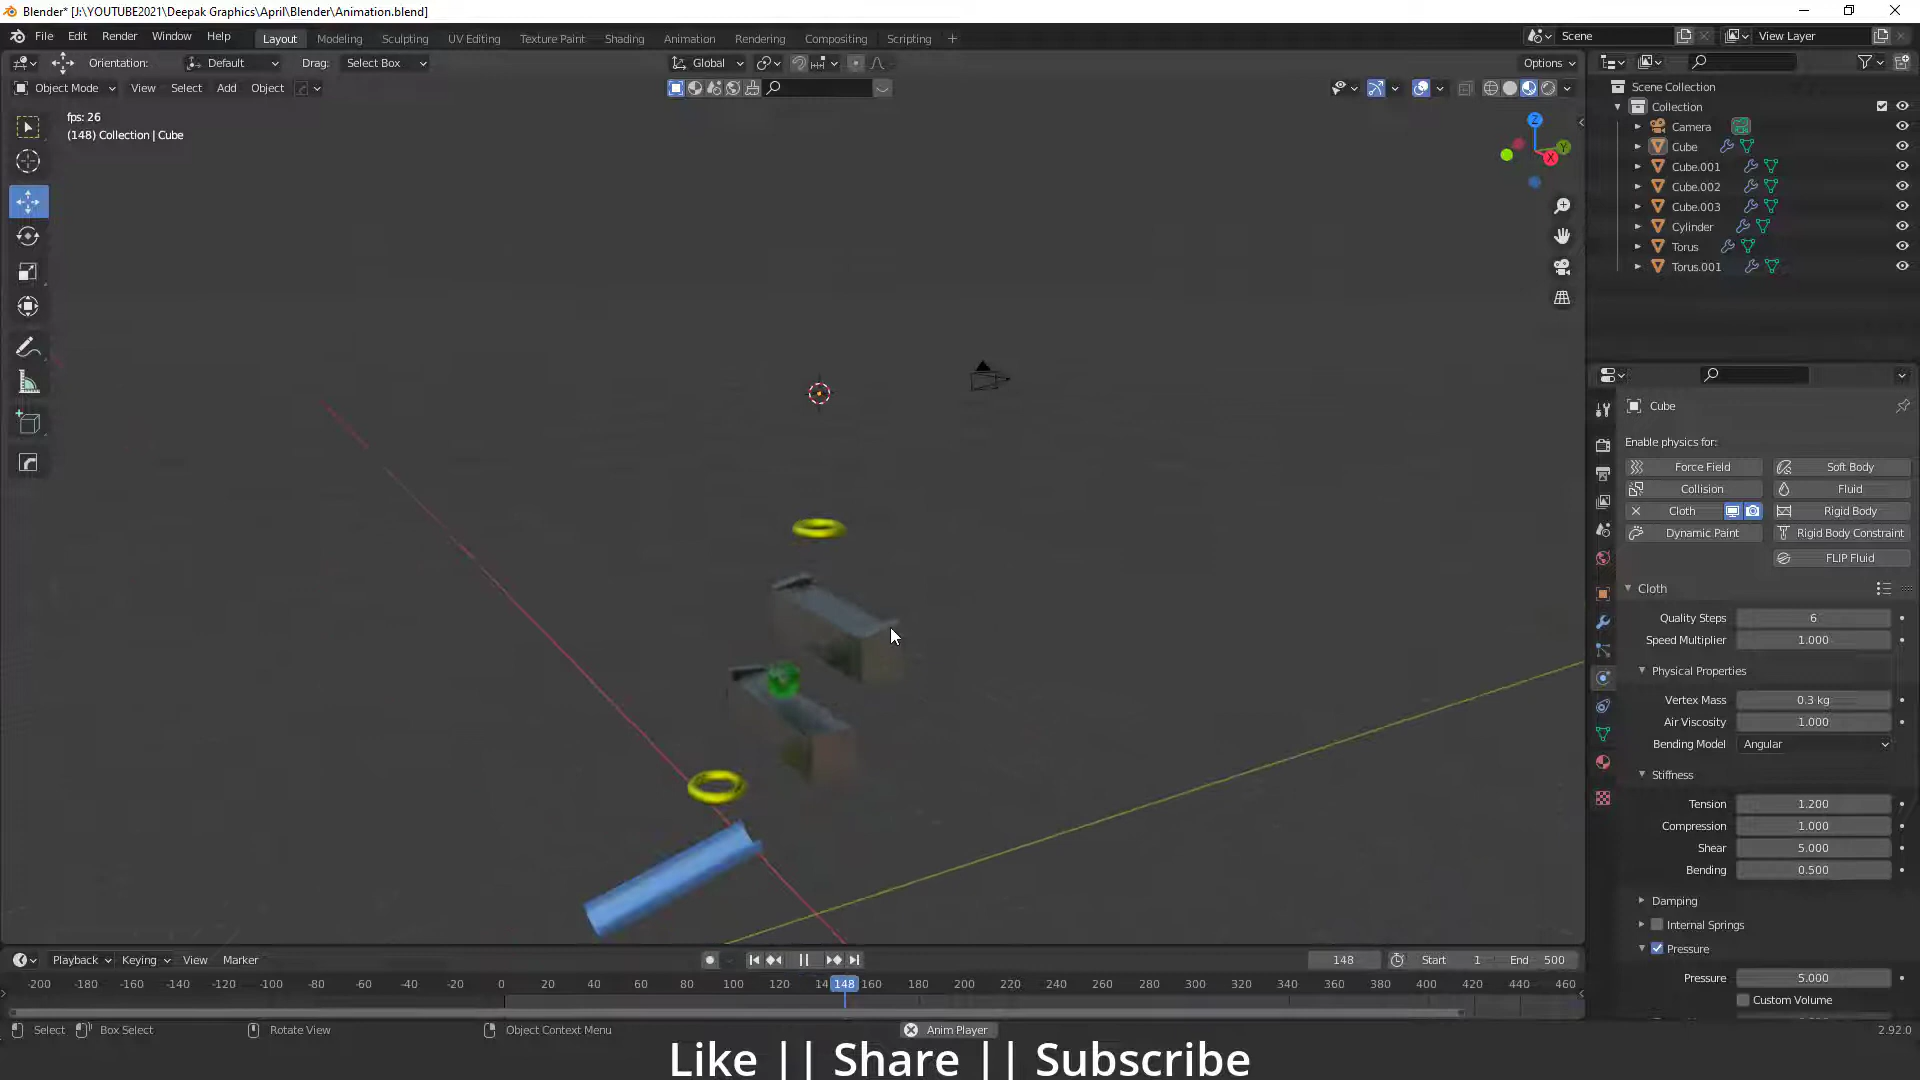 Blender* [J:\YOUTUBE2021\Deepak Graphics\April\Blender\Animation.blend]
File Edit Render Window Help Layout Modeling Sculpting UV Editing Texture Paint Shading Animation Rendering Compositing Scripting Scene View Layer
Orientation: Default Drag: Select Box Global Options
Object Mode View Select Add Object
fps: 26
(148) Collection | Cube
Z
Y
X
Scene Collection
Collection
Camera
Cube
Cube.001
Cube.002
Cube.003
Cylinder
Torus
Torus.001
Cube
Enable physics for:
Force Field Soft Body
Collision Fluid
Cloth Rigid Body
Dynamic Paint Rigid Body Constraint
FLIP Fluid
Cloth
Quality Steps 6
Speed Multiplier 1.000
Physical Properties
Vertex Mass 0.3 kg
Air Viscosity 1.000
Bending Model Angular
Stiffness
Tension 1.200
Compression 1.000
Shear 5.000
Bending 0.500
Damping
Internal Springs
Pressure
Pressure 5.000
Custom Volume
Playback Keying View Marker 148 Start 1 End 500
-200 -180 -160 -140 -120 -100 -80 -60 -40 -20 0 20 40 60 80 100 120 14 148 160 180 200 220 240 260 280 300 320 340 360 380 400 420 440 460
Select Box Select Rotate View Object Context Menu Anim Player 2.92.0
Like || Share || Subscribe